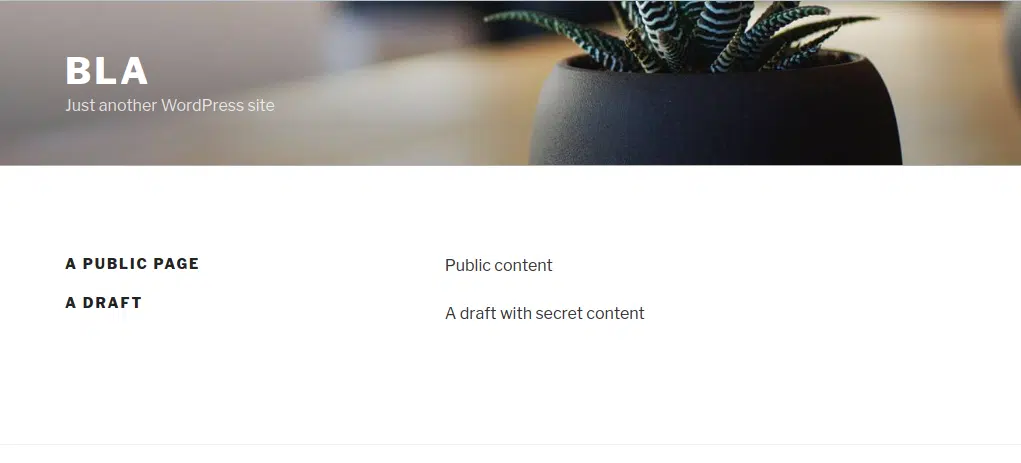 BLA
Just another WordPress site
A PUBLIC PAGE
Public content
A DRAFT
A draft with secret content